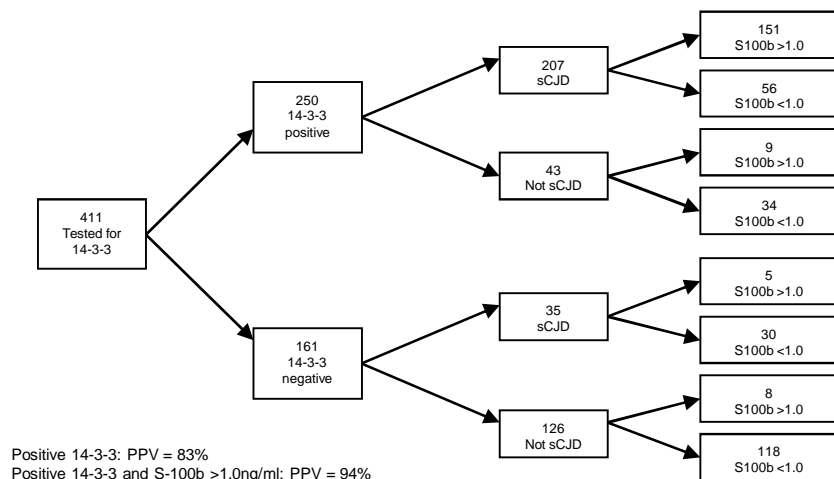 411
Tested for
14-3-3
250
14-3-3
positive
161
14-3-3
negative
207
sCJD
43
Not sCJD
35
sCJD
126
Not sCJD
151
S100b >1.0
56
S100b <1.0
9
S100b >1.0
34
S100b <1.0
5
S100b >1.0
30
S100b <1.0
8
S100b >1.0
118
S100b <1.0
Positive 14-3-3: PPV = 83%
Positive 14-3-3 and S-100b >1.0ng/ml: PPV = 94%